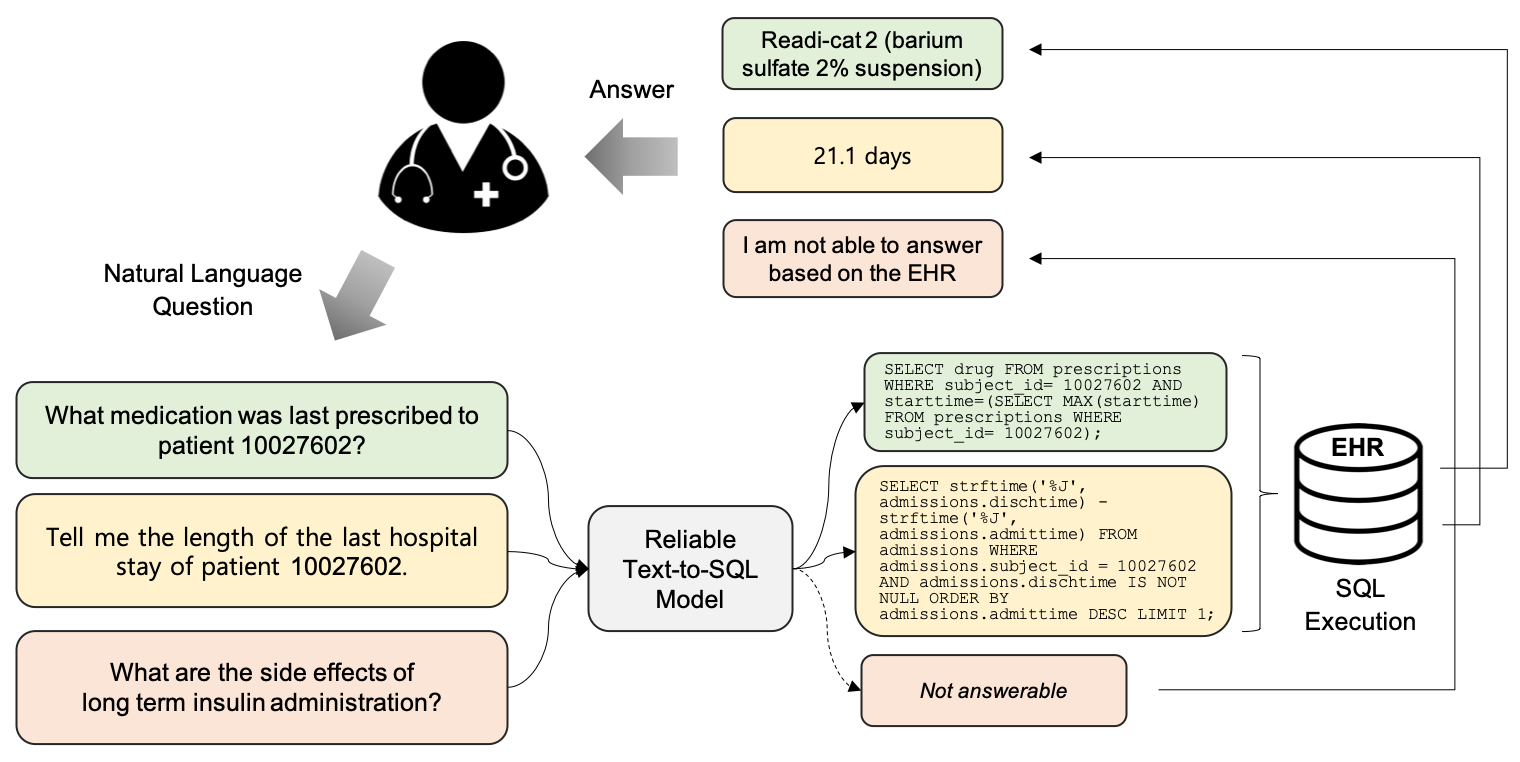 Readi-cat 2 (barium
sulfate 2% suspension)
Answer
21.1 days
I am not able to answer
based on the EHR
Natural Language
Question
What medication was last prescribed to
patient 10027602?
Tell me the length of the last hospital
stay of patient 10027602.
What are the side effects of
long term insulin administration?
Reliable
Text-to-SQL
Model
SELECT drug FROM prescriptions
WHERE subject_id= 10027602 AND
starttime=(SELECT MAX(starttime)
FROM prescriptions WHERE
subject_id= 10027602);
SELECT strftime('%J',
admissions.dischtime) -
strftime('%J',
admissions.admittime) FROM
admissions WHERE
admissions.subject_id = 10027602
AND admissions.dischtime IS NOT
NULL ORDER BY
admissions.admittime DESC LIMIT 1;
Not answerable
EHR
SQL
Execution